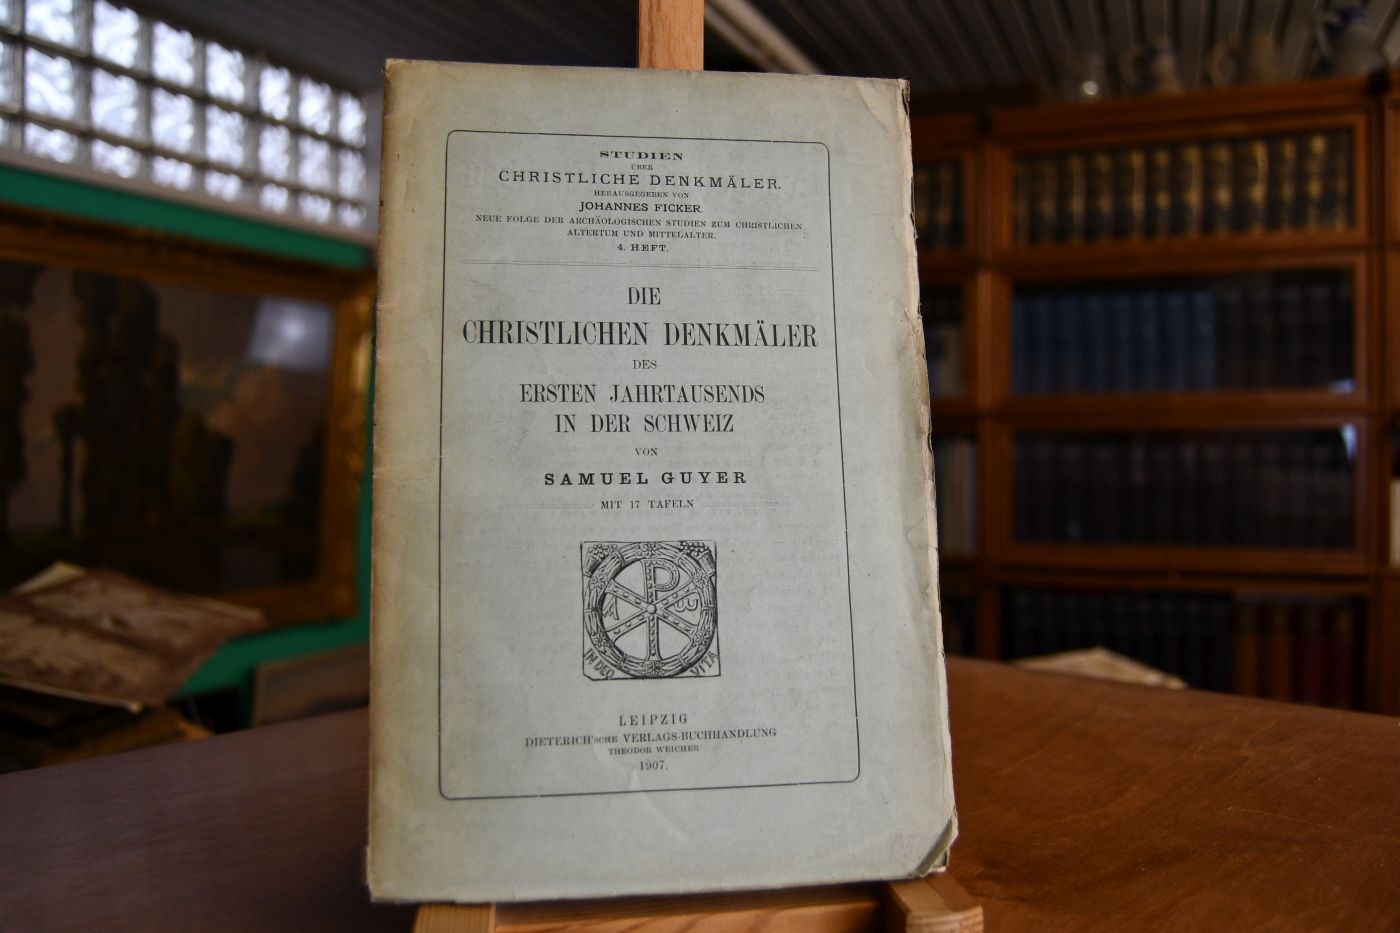 STUDIEN
ÜBER
CHRISTLICHE DENKMÄLER.
HERAUSGEGEBEN VON
JOHANNES FICKER.
NEUE FOLGE DER ARCHÄOLOGISCHEN STUDIEN ZUM CHRISTLICHEN
ALTERTUM UND MITTELALTER.
4. HEFT.
DIE
CHRISTLICHEN DENKMÄLER
DES
ERSTEN JAHRTAUSENDS
IN DER SCHWEIZ
VON
SAMUEL GUYER
MIT 17 TAFELN
A ω
IN DEO
LEIPZIG
DIETERICH'SCHE VERLAGS-BUCHHANDLUNG
THEODOR WEICHER
1907.